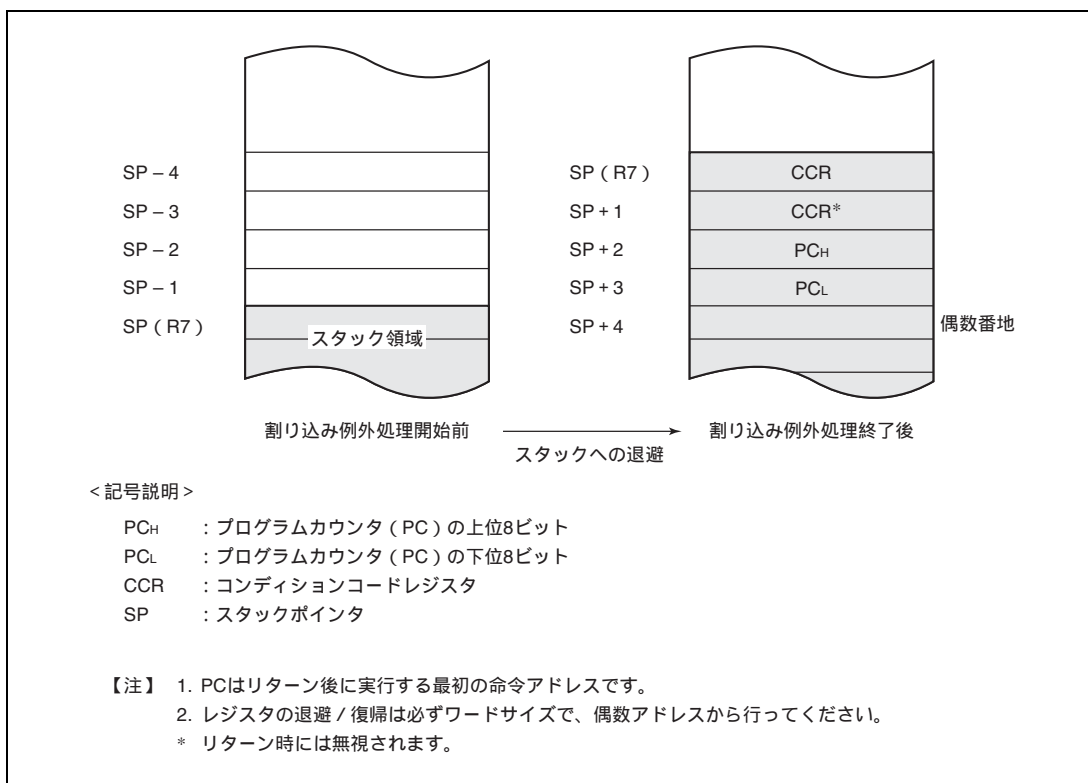 SP – 4
SP – 3
SP – 2
SP – 1
SP ( R7 )
スタック領域
SP ( R7 )
CCR
SP + 1
CCR*
SP + 2
PCH
SP + 3
PCL
SP + 4
偶数番地
割り込み例外処理開始前
スタックへの退避
割り込み例外処理終了後
<記号説明>
PCH :プログラムカウンタ(PC)の上位8ビット
PCL :プログラムカウンタ(PC)の下位8ビット
CCR :コンディションコードレジスタ
SP :スタックポインタ
【注】 1. PCはリターン後に実行する最初の命令アドレスです。
2. レジスタの退避/復帰は必ずワードサイズで、偶数アドレスから行ってください。
* リターン時には無視されます。